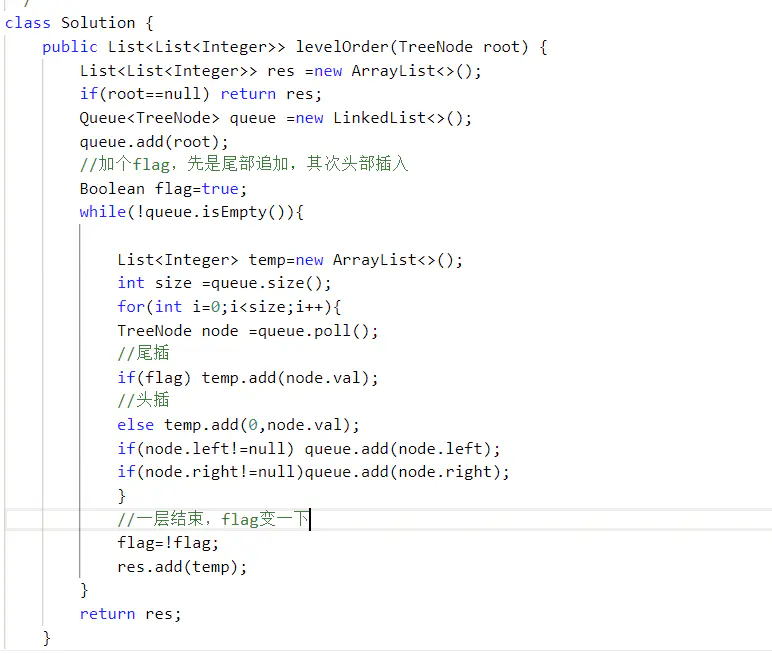 class Solution {
public List<List<Integer>> levelOrder(TreeNode root) {
List<List<Integer>> res =new ArrayList<>();
if(root==null) return res;
Queue<TreeNode> queue =new LinkedList<>();
queue.add(root);
//加个flag，先是尾部追加，其次头部插入
Boolean flag=true;
while(!queue.isEmpty()){
List<Integer> temp=new ArrayList<>();
int size =queue.size();
for(int i=0;i<size;i++){
TreeNode node =queue.poll();
//尾插
if(flag) temp.add(node.val);
//头插
else temp.add(0,node.val);
if(node.left!=null) queue.add(node.left);
if(node.right!=null)queue.add(node.right);
}
//一层结束，flag变一下
flag=!flag;
res.add(temp);
}
return res;
}